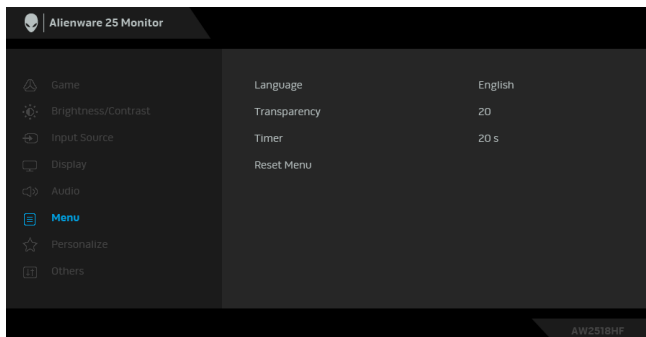 Alienware 25 Monitor
Game
Language English
Brightness/Contrast
Transparency 20
Input Source
Timer 20 s
Display
Reset Menu
Audio
Menu
Personalize
Others
AW2518HF